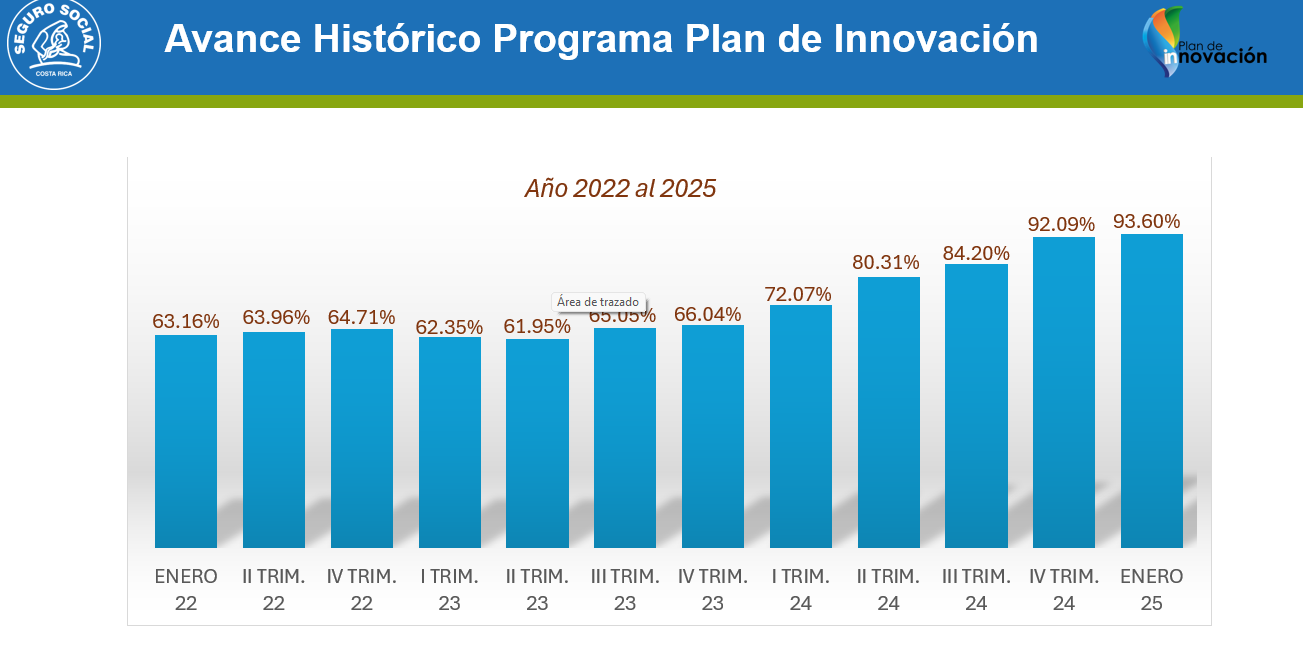 SEGURO SOCIAL
COSTA RICA
Avance Histórico Programa Plan de Innovación
Plan de
innovación
Año 2022 al 2025
63.16%
63.96%
64.71%
62.35%
61.95%
65.05%
66.04%
72.07%
80.31%
84.20%
92.09%
93.60%
Área de trazado
ENERO 22
II TRIM. 22
IV TRIM. 22
I TRIM. 23
II TRIM. 23
III TRIM. 23
IV TRIM. 23
I TRIM. 24
II TRIM. 24
III TRIM. 24
IV TRIM. 24
ENERO 25